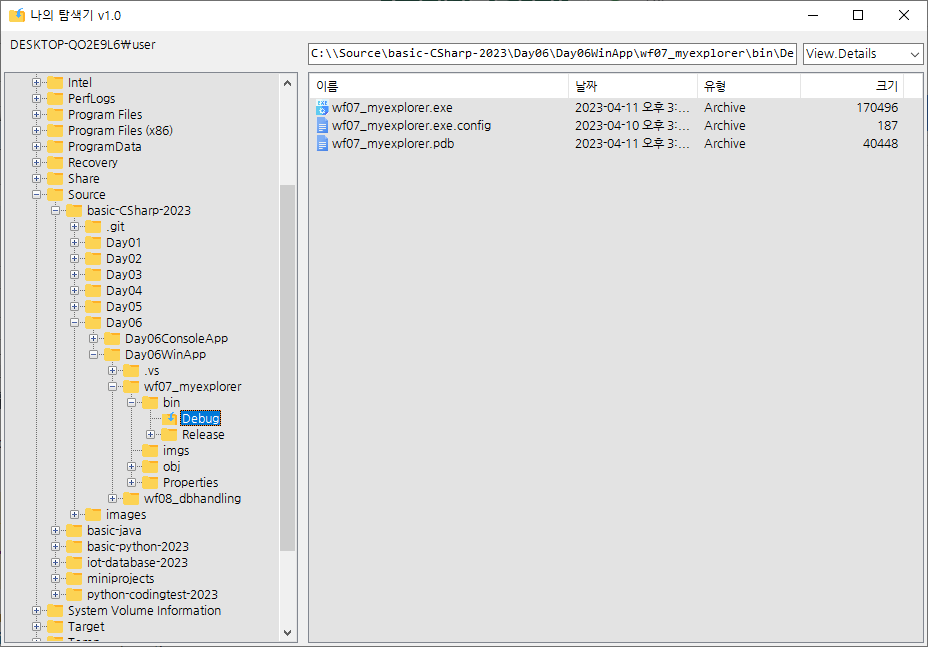 나의 탐색기 v1.0
DESKTOP-QO2E9L6₩user
C:\\Source\basic-CSharp-2023\Day06\Day06WinApp\wf07_myexplorer\bin\De
View.Details
Intel
PerfLogs
Program Files
Program Files (x86)
ProgramData
Recovery
Share
Source
basic-CSharp-2023
.git
Day01
Day02
Day03
Day04
Day05
Day06
Day06ConsoleApp
Day06WinApp
.vs
wf07_myexplorer
bin
Debug
Release
imgs
obj
Properties
wf08_dbhandling
images
basic-java
basic-python-2023
iot-database-2023
miniprojects
python-codingtest-2023
System Volume Information
Target
이름 날짜 유형 크기
wf07_myexplorer.exe 2023-04-11 오후 3:... Archive 170496
wf07_myexplorer.exe.config 2023-04-10 오후 3:... Archive 187
wf07_myexplorer.pdb 2023-04-11 오후 3:... Archive 40448